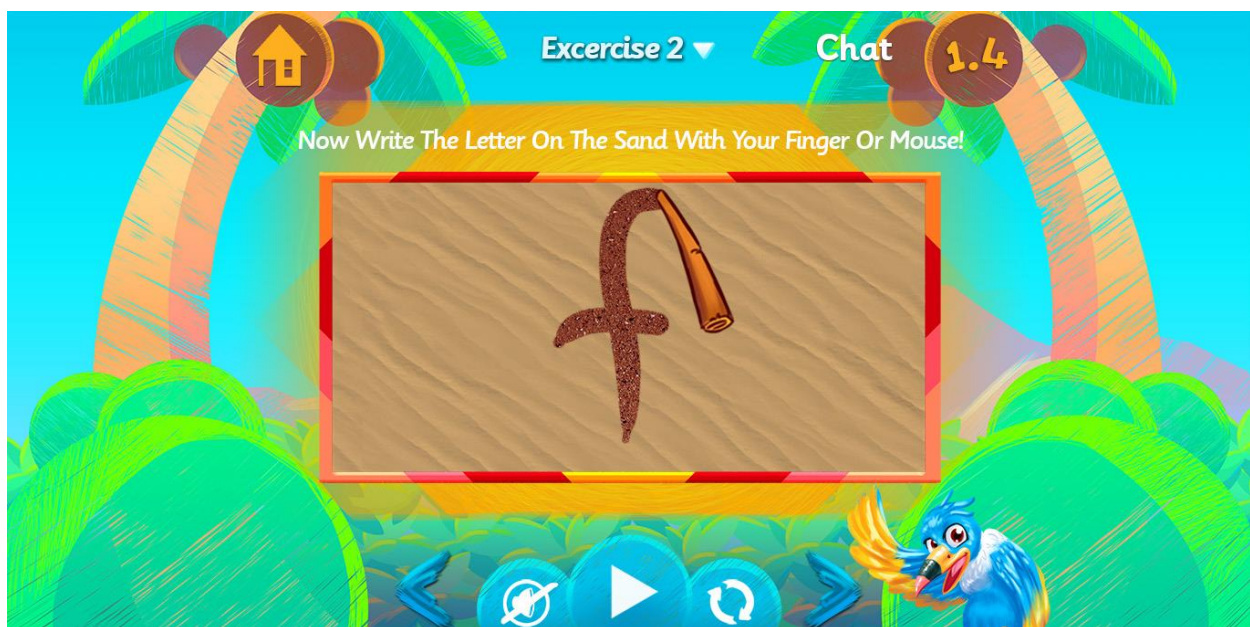 Excercise 2
Chat
1.4
Now Write The Letter On The Sand With Your Finger Or Mouse!
f